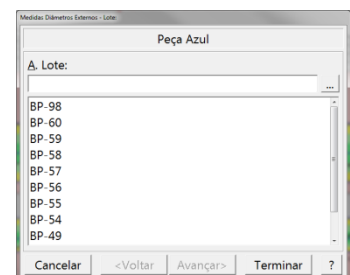 Medidas Diâmetros Externos - Lote:
Peça Azul
A. Lote:
...
BP-98
BP-60
BP-59
BP-58
BP-57
BP-56
BP-55
BP-54
BP-49
Cancelar <Voltar Avançar> Terminar ?